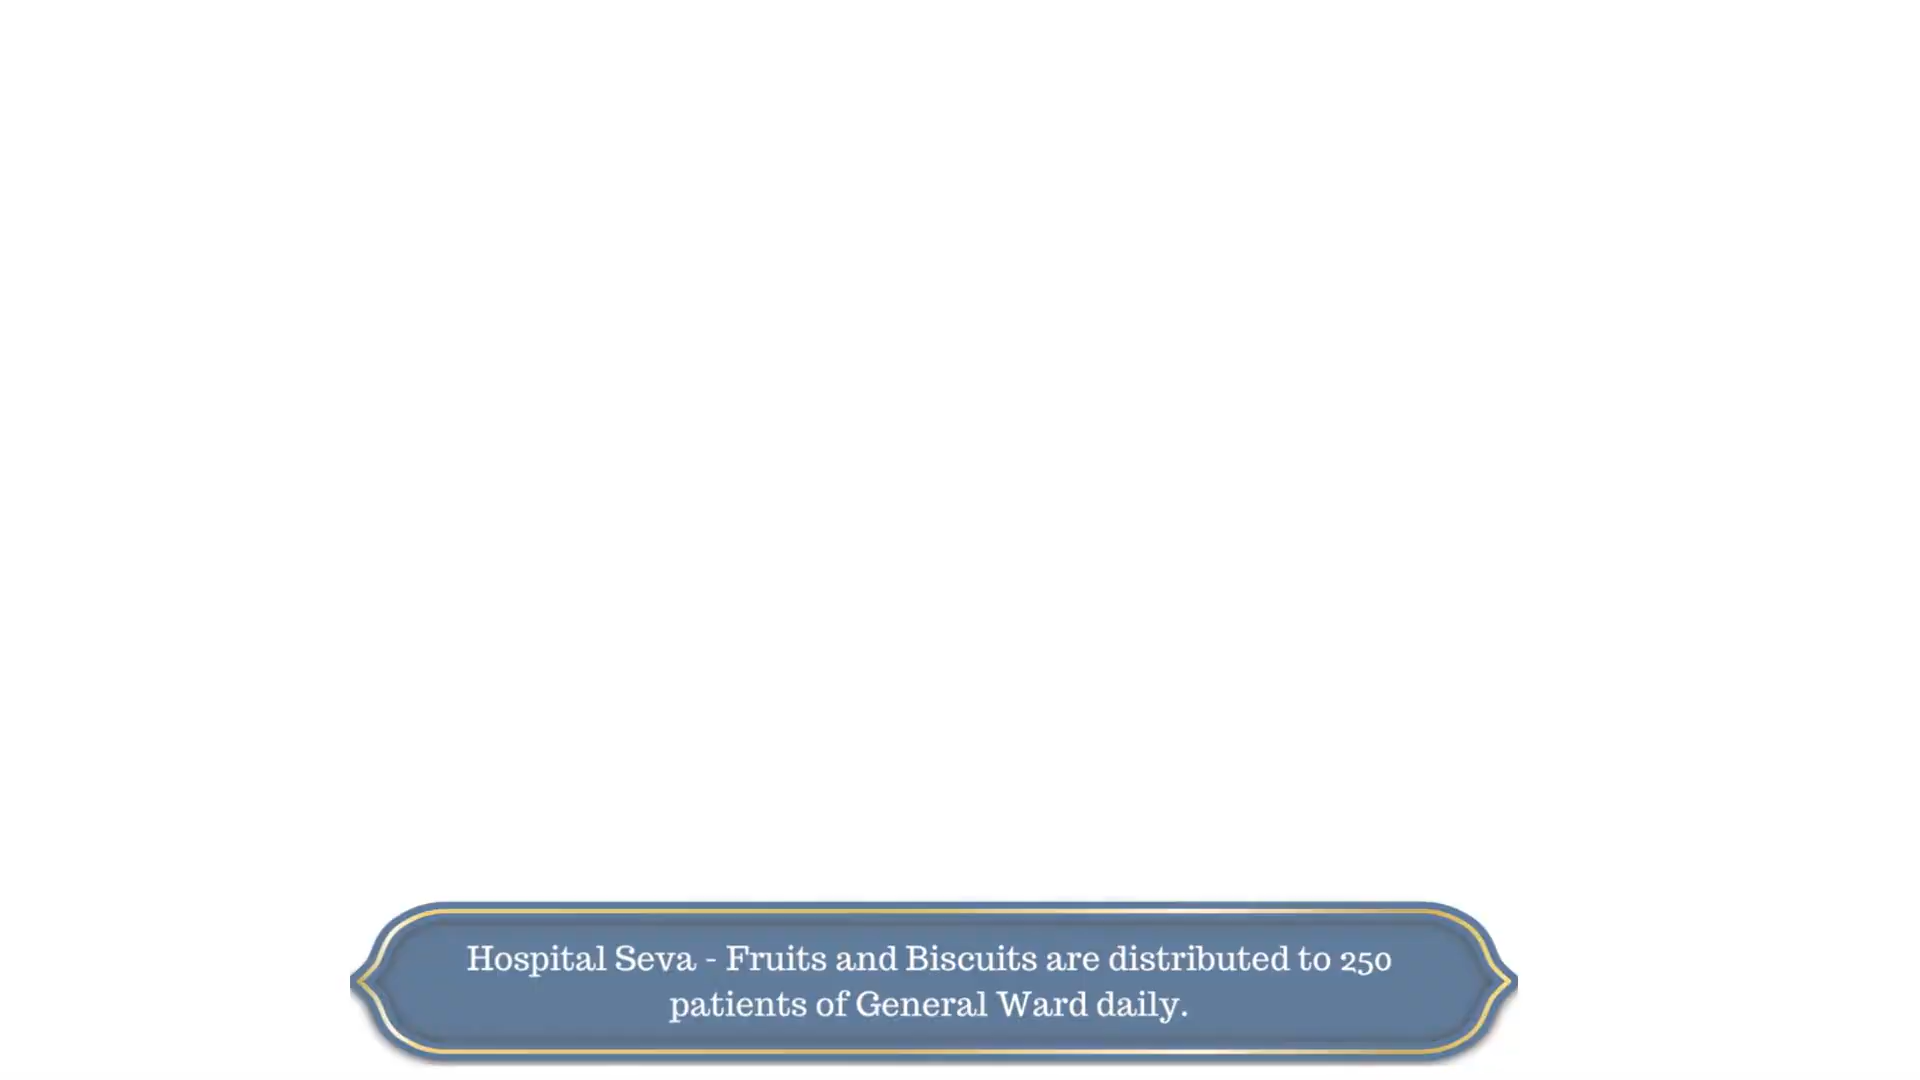 Hospital Seva - Fruits and Biscuits are distributed to 250
patients of General Ward daily.